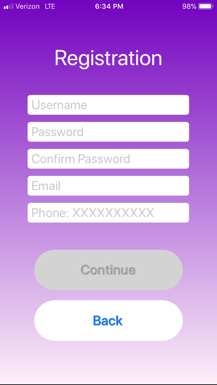 Verizon LTE 6:34 PM 98%
Registration
Username
Password
Confirm Password
Email
Phone: XXXXXXXXXX
Continue
Back